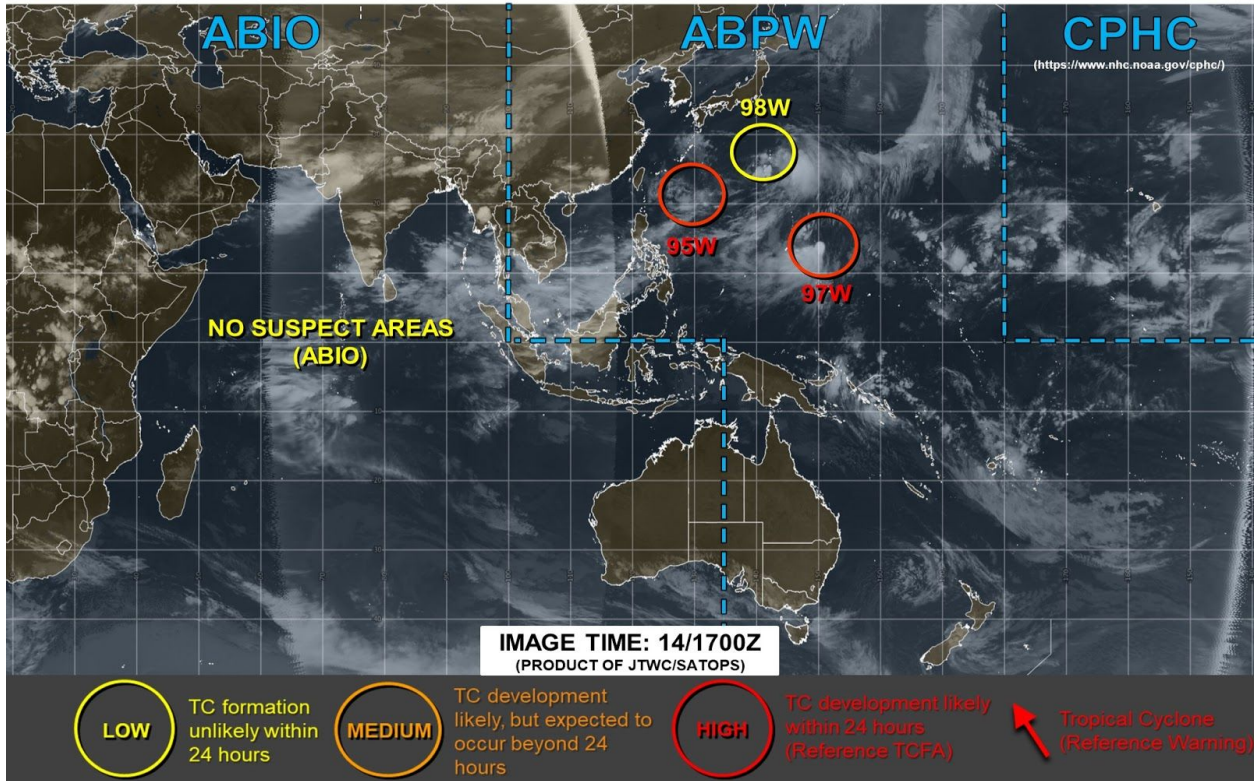 ABIO
ABPW
CPHC
(https://www.nhc.noaa.gov/cphc/)
98W
95W
97W
NO SUSPECT AREAS
(ABIO)
IMAGE TIME: 14/1700Z
(PRODUCT OF JTWC/SATOPS)
LOW
TC formation
unlikely within
24 hours
MEDIUM
TC development
likely, but expected to
occur beyond 24
hours
HIGH
TC development likely
within 24 hours
(Reference TCFA)
Tropical Cyclone
(Reference Warning)